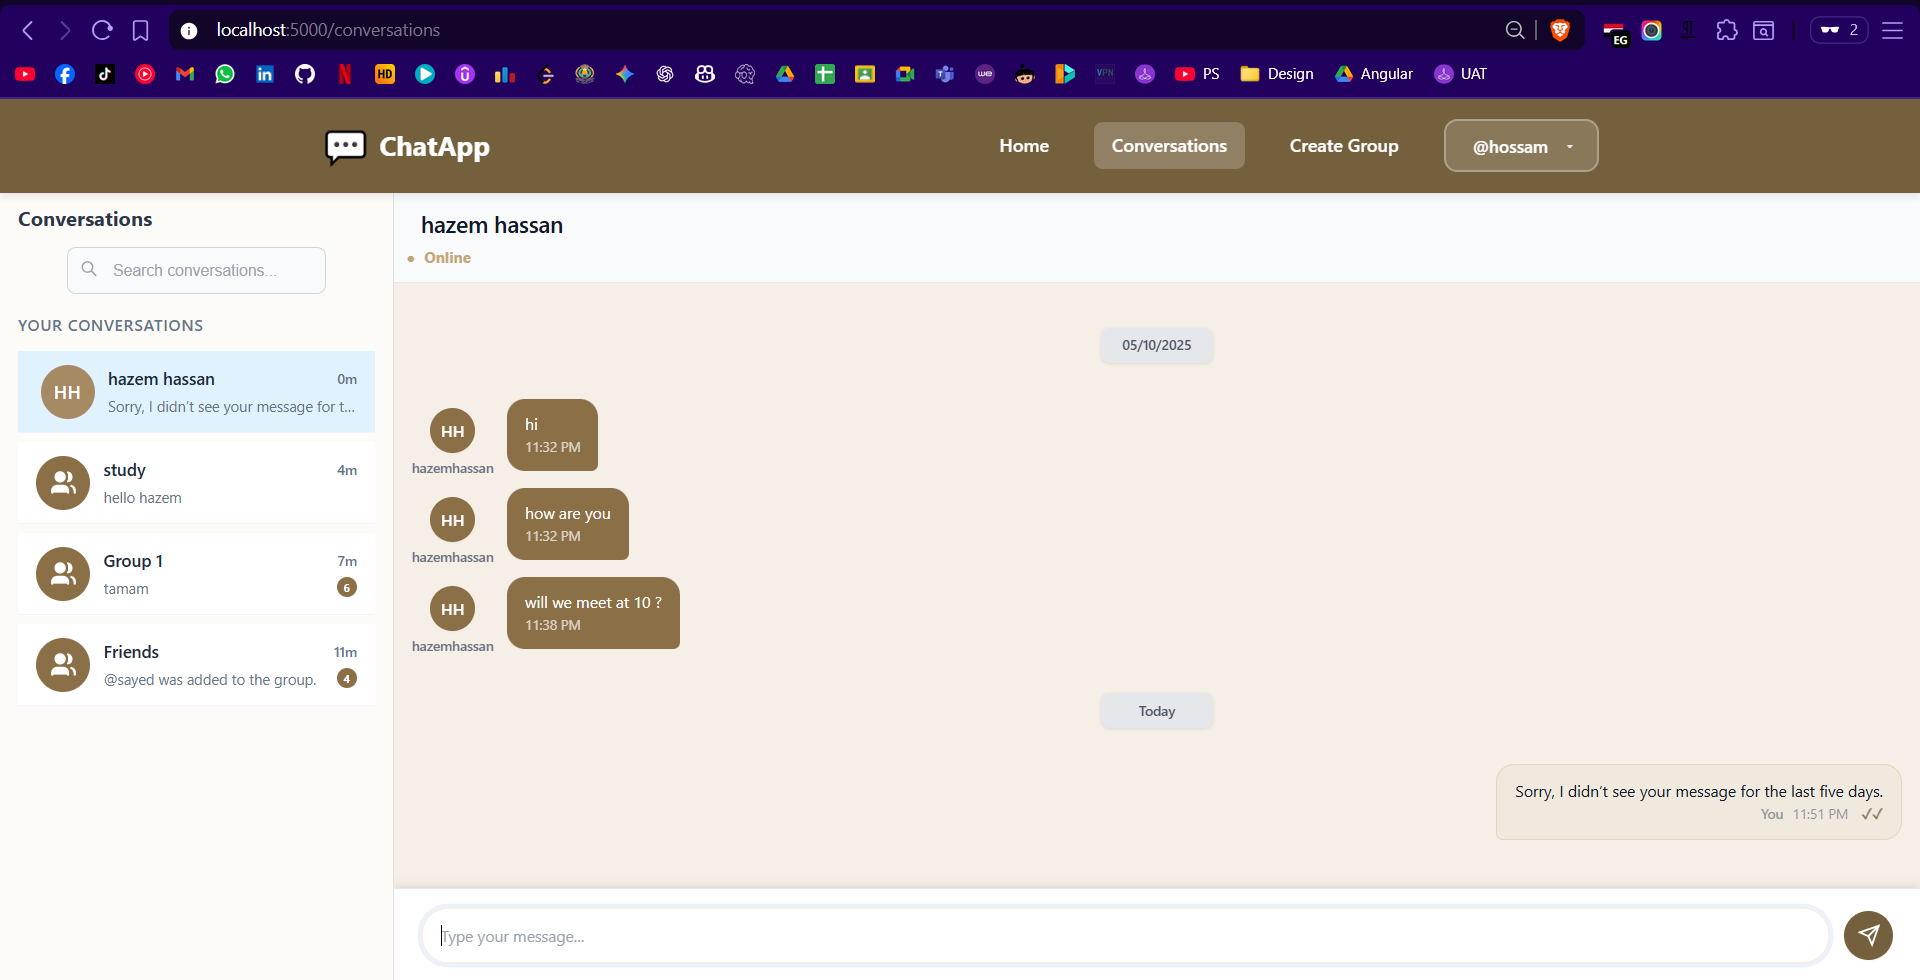 localhost:5000/conversations
EG
2
HD
we
VPN
PS
Design
Angular
UAT
ChatApp
Home
Conversations
Create Group
@hossam
Conversations
Search conversations...
YOUR CONVERSATIONS
HH
hazem hassan
0m
Sorry, I didn't see your message for t...
study
4m
hello hazem
Group 1
7m
tamam
6
Friends
11m
@sayed was added to the group.
4
hazem hassan
Online
05/10/2025
HH
hi
11:32 PM
hazemhassan
HH
how are you
11:32 PM
hazemhassan
HH
will we meet at 10 ?
11:38 PM
hazemhassan
Today
Sorry, I didn't see your message for the last five days.
You 11:51 PM
Type your message...